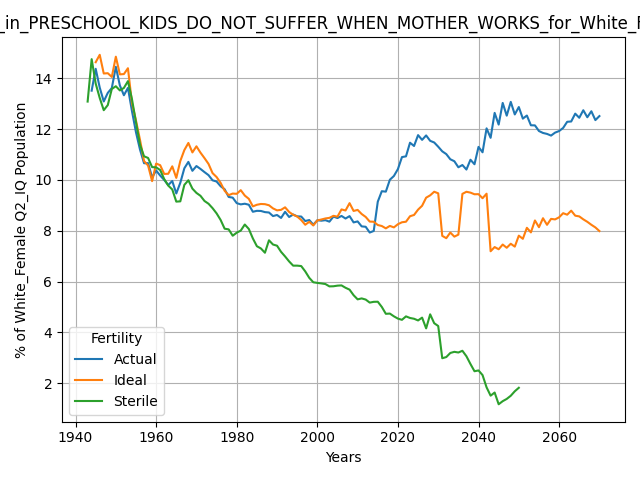 _in_PRESCHOOL_KIDS_DO_NOT_SUFFER_WHEN_MOTHER_WORKS_for_White_F
% of White_Female Q2_IQ Population
14
12
10
8
6
4
2
Fertility
Actual
Ideal
Sterile
1940 1960 1980 2000 2020 2040 2060
Years